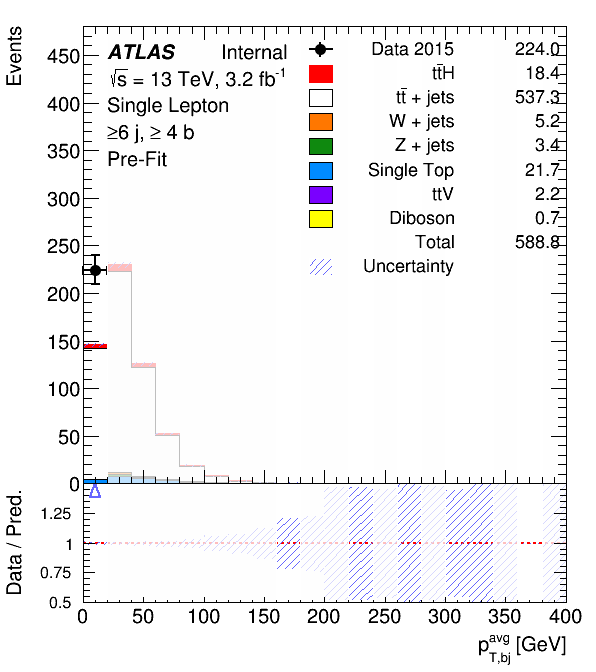 Events
ATLAS Internal
√s = 13 TeV, 3.2 fb⁻¹
Single Lepton
≥6 j, ≥ 4 b
Pre-Fit
Data 2015 224.0
tt̄H 18.4
tt̄ + jets 537.3
W + jets 5.2
Z + jets 3.4
Single Top 21.7
ttV 2.2
Diboson 0.7
Total 588.8
Uncertainty
450
400
350
300
250
200
150
100
50
0
Data / Pred.
1.25
1
0.75
0.5
0 50 100 150 200 250 300 350 400
p_{T,bj}^{avg} [GeV]